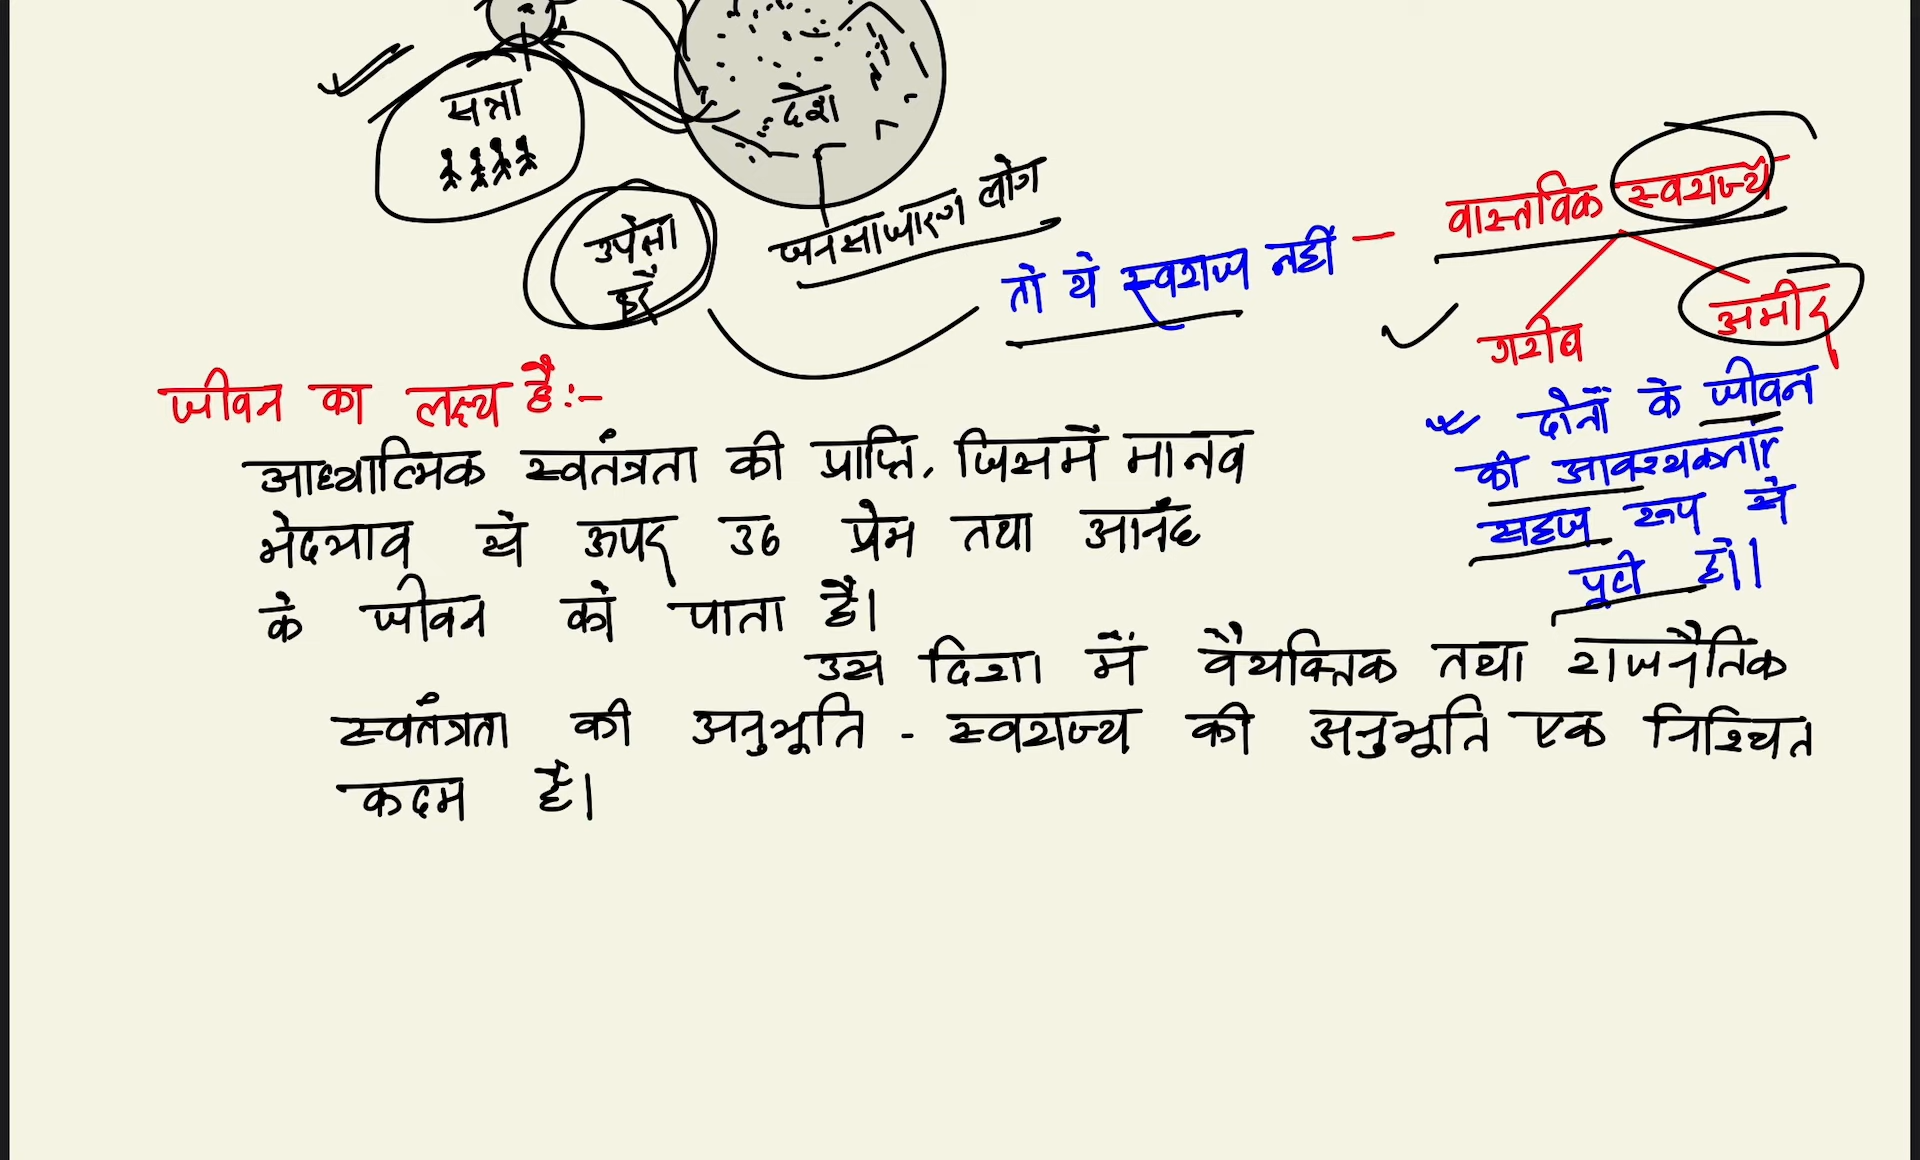 सत्ता
देश
जनसाधारण लोग
उपेक्षा
हुई
तो ये स्वराज नहीं -
वास्तविक स्वराज्य
गरीब
अमीर
दोनों के जीवन
की आवश्यकताएं
सहज रूप से
पूरी हों।
जीवन का लक्ष्य है:-
आध्यात्मिक स्वतंत्रता की प्राप्ति, जिसमें मानव
भेदभाव से ऊपर उठ प्रेम तथा आनंद
के जीवन को पाता है।
उस दिशा में वैयक्तिक तथा राजनैतिक
स्वतंत्रता की अनुभूति - स्वराज्य की अनुभूति एक निश्चित
कदम है।